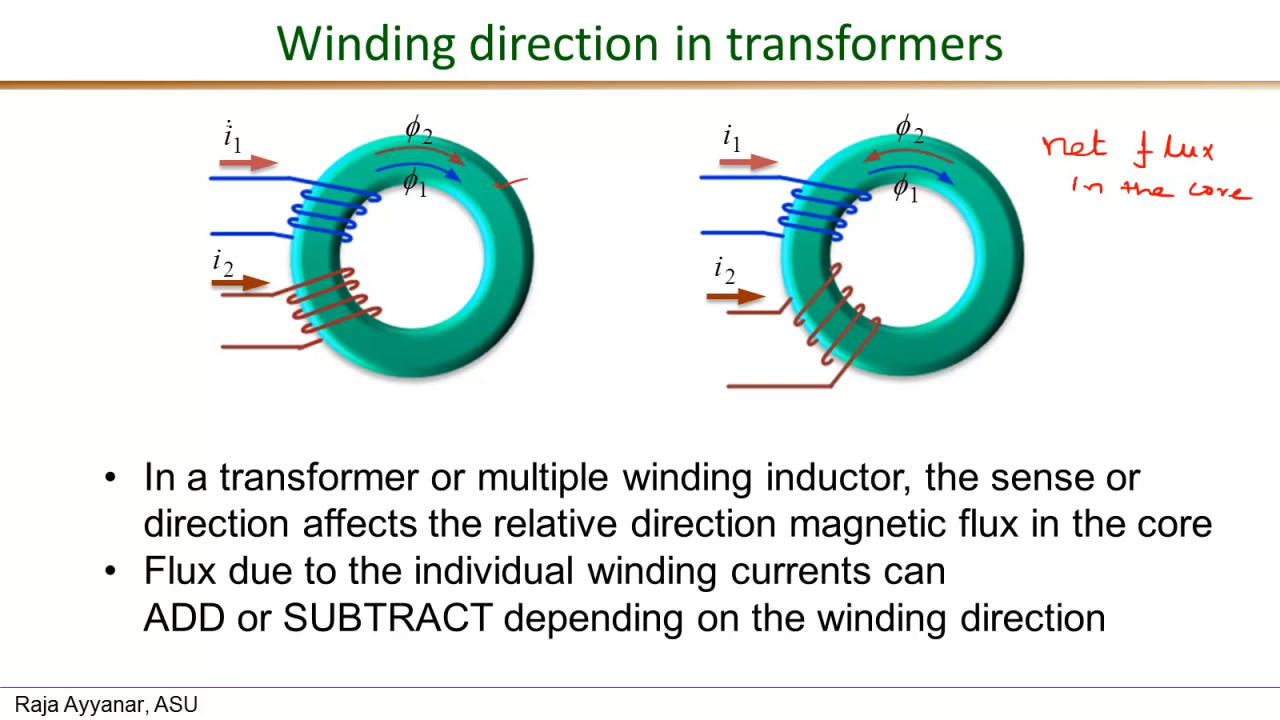 Winding direction in transformers
i₁
ϕ₂
ϕ₁
i₂
i₁
ϕ₂
ϕ₁
i₂
net flux
in the core
• In a transformer or multiple winding inductor, the sense or
direction affects the relative direction magnetic flux in the core
• Flux due to the individual winding currents can
ADD or SUBTRACT depending on the winding direction
Raja Ayyanar, ASU